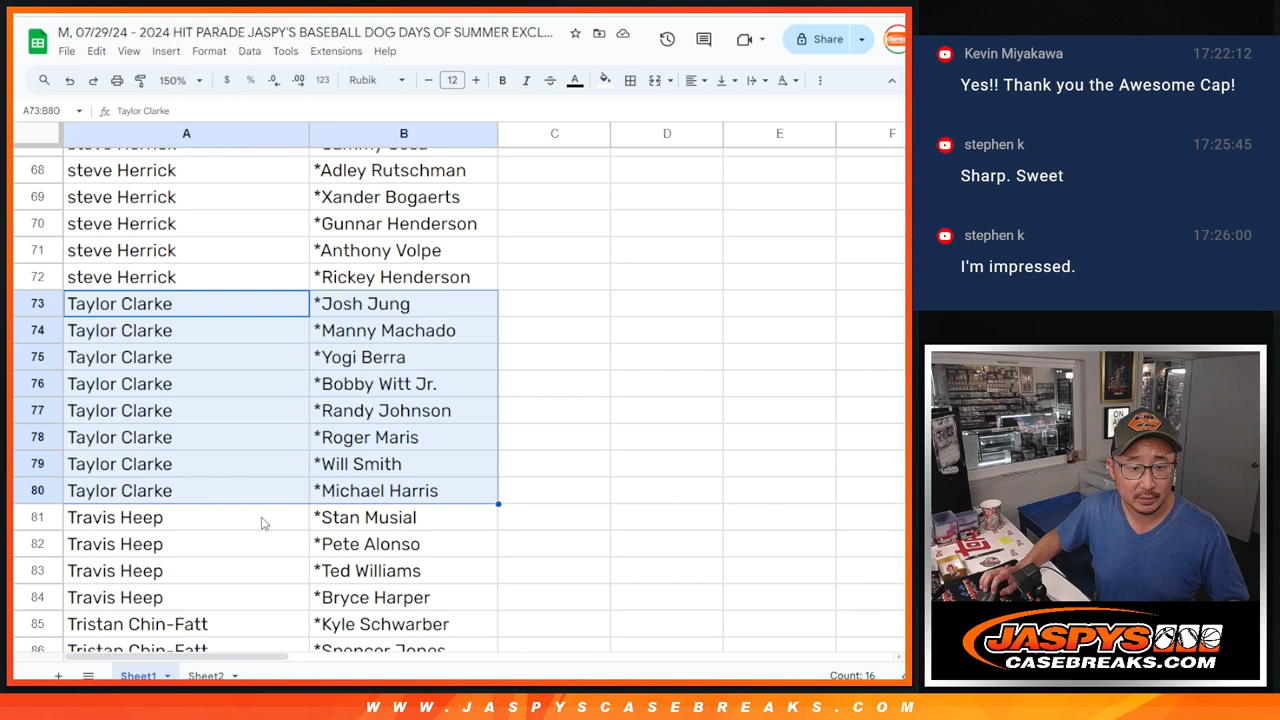 M, 07/29/24 - 2024 HIT PARADE JASPY'S BASEBALL DOG DAYS OF SUMMER EXCL...
File Edit View Insert Format Data Tools Extensions Help
Share
150% $ % .0 .00 123 Rubik - 12 + B I A
A73:B80 fx Taylor Clarke
A B C D E F
68 steve Herrick *Adley Rutschman
69 steve Herrick *Xander Bogaerts
70 steve Herrick *Gunnar Henderson
71 steve Herrick *Anthony Volpe
72 steve Herrick *Rickey Henderson
73 Taylor Clarke *Josh Jung
74 Taylor Clarke *Manny Machado
75 Taylor Clarke *Yogi Berra
76 Taylor Clarke *Bobby Witt Jr.
77 Taylor Clarke *Randy Johnson
78 Taylor Clarke *Roger Maris
79 Taylor Clarke *Will Smith
80 Taylor Clarke *Michael Harris
81 Travis Heep *Stan Musial
82 Travis Heep *Pete Alonso
83 Travis Heep *Ted Williams
84 Travis Heep *Bryce Harper
85 Tristan Chin-Fatt *Kyle Schwarber
86 Tristan Chin-Fatt *Spencer Jones
+ Sheet1 Sheet2 Count: 16
Kevin Miyakawa 17:22:12
Yes!! Thank you the Awesome Cap!
stephen k 17:25:45
Sharp. Sweet
stephen k 17:26:00
I'm impressed.
JASPYS
CASEBREAKS.COM
WWW.JASPYSCASEBREAKS.COM